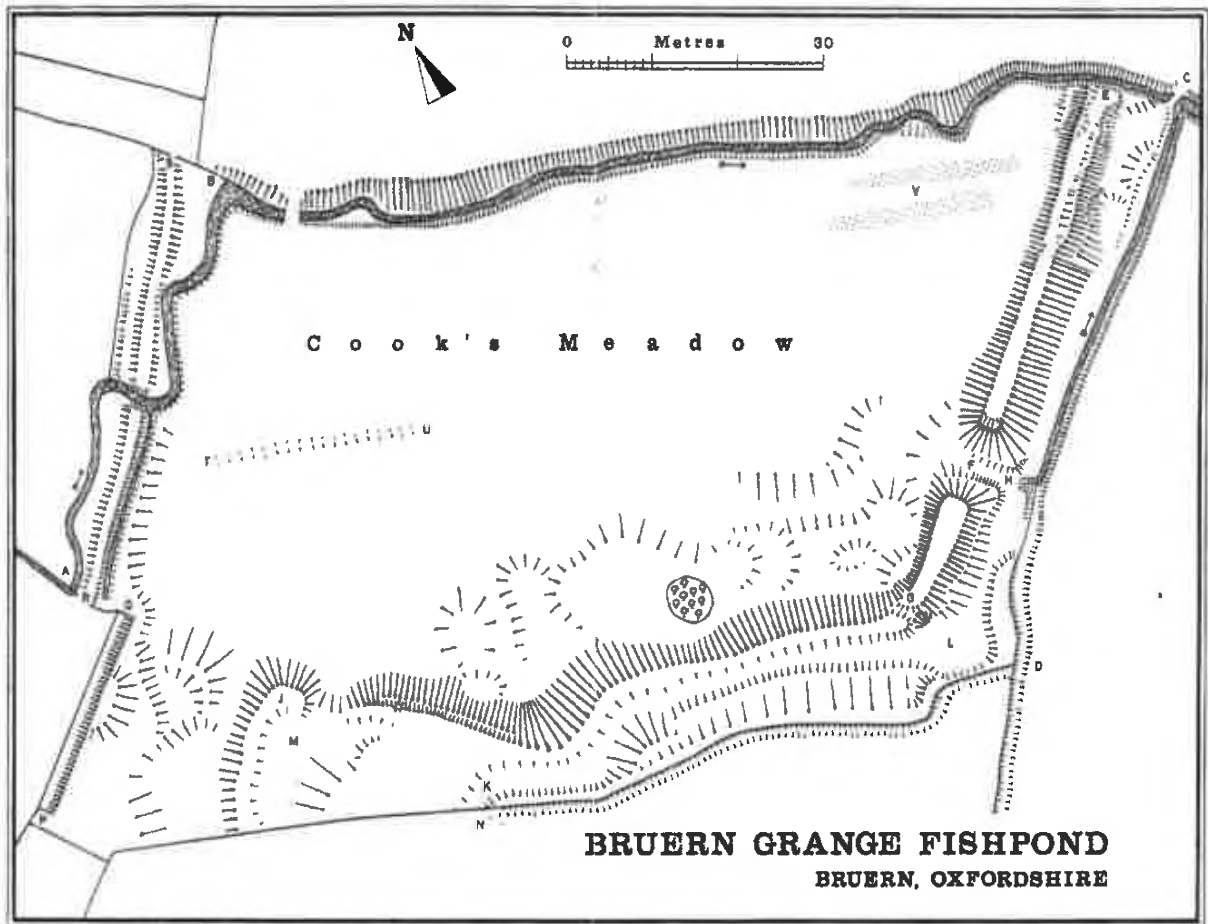 N
0 Metres 30
C
E
B
V
Cook's Meadow
U
T
F
H
A
G
L
D
M
K
N
P
BRUERN GRANGE FISHPOND
BRUERN, OXFORDSHIRE